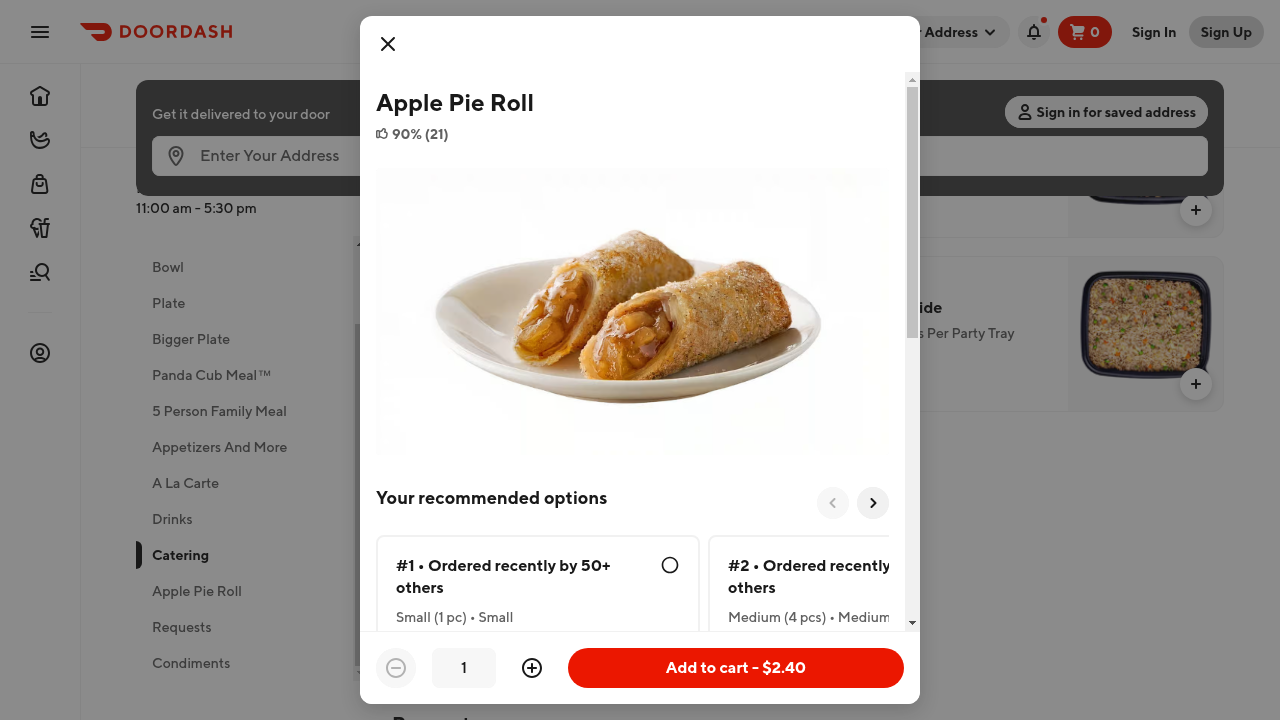 DOORDASH
Address
0
Sign In
Sign Up
Get it delivered to your door
Sign in for saved address
Enter Your Address
11:00 am - 5:30 pm
Bowl
Plate
Bigger Plate
Panda Cub Meal™
5 Person Family Meal
Appetizers And More
A La Carte
Drinks
Catering
Apple Pie Roll
Requests
Condiments
Apple Pie Roll
90% (21)
Your recommended options
#1 • Ordered recently by 50+
others
Small (1 pc) • Small
#2 • Ordered recently
others
Medium (4 pcs) • Medium
1
Add to cart - $2.40
Per Party Tray